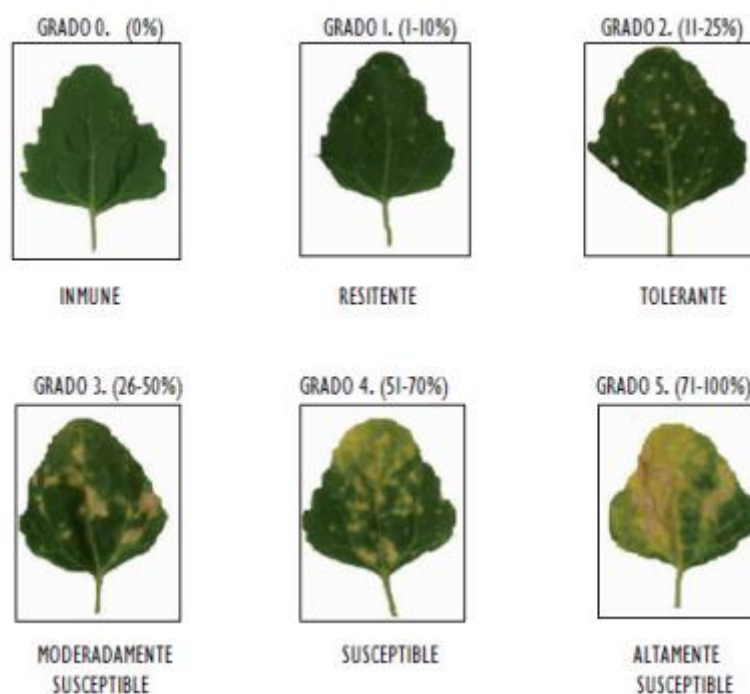 GRADO 0. (0%)
GRADO 1. (1-10%)
GRADO 2. (11-25%)
INMUNE
RESITENTE
TOLERANTE
GRADO 3. (26-50%)
GRADO 4. (51-70%)
GRADO 5. (71-100%)
MODERADAMENTE
SUSCEPTIBLE
SUSCEPTIBLE
ALTAMENTE
SUSCEPTIBLE